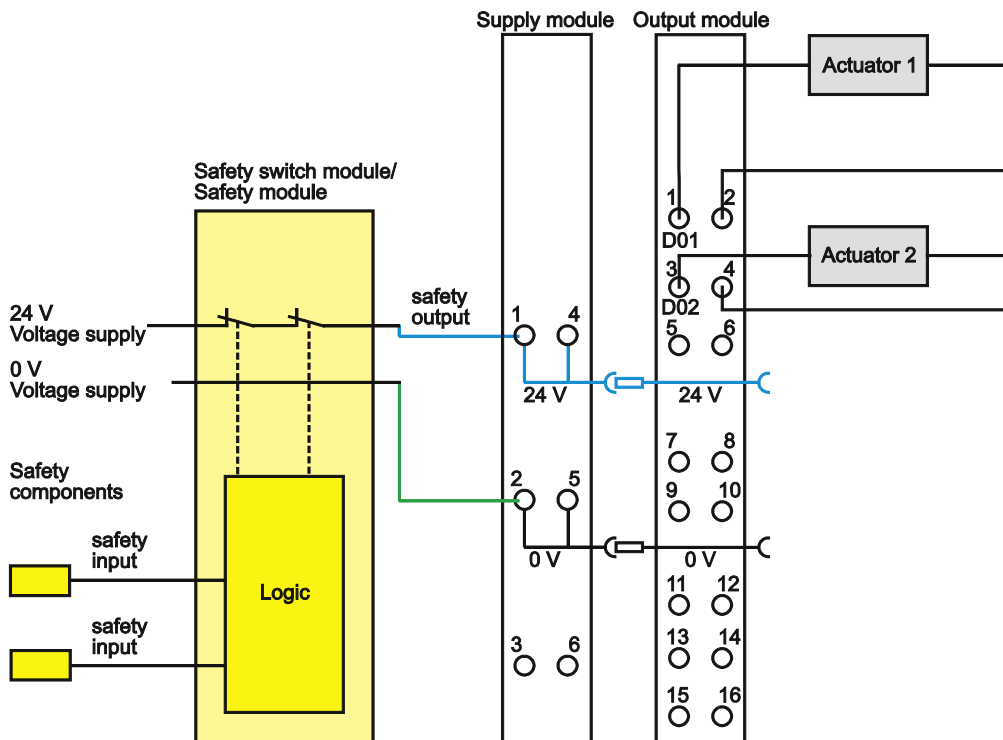 Supply module
Output module
Actuator 1
Safety switch module/
Safety module
1
2
D01
Actuator 2
3
4
D02
24 V
Voltage supply
safety
output
1
4
5
6
0 V
Voltage supply
24 V
24 V
7
8
Safety
components
2
5
9
10
safety
input
0 V
0 V
Logic
11
12
safety
input
3
6
13
14
15
16